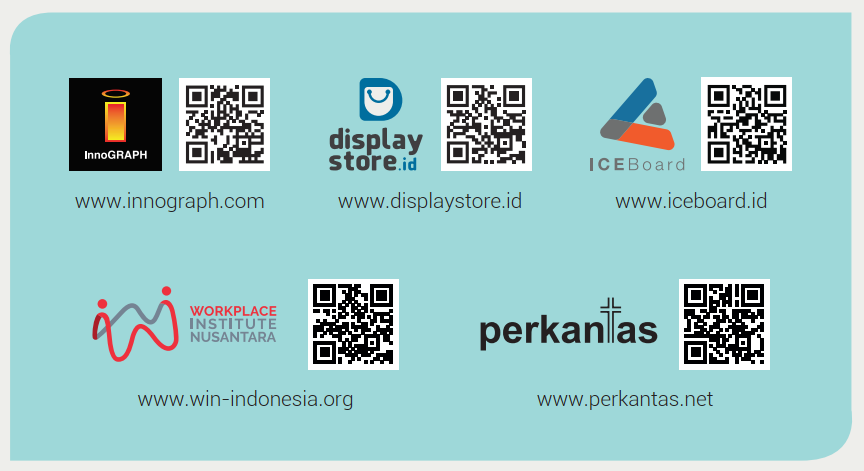 InnoGRAPH
display
store.id
ICEBoard
www.innograph.com
www.displaystore.id
www.iceboard.id
WORKPLACE
INSTITUTE
NUSANTARA
perkantas
www.win-indonesia.org
www.perkantas.net